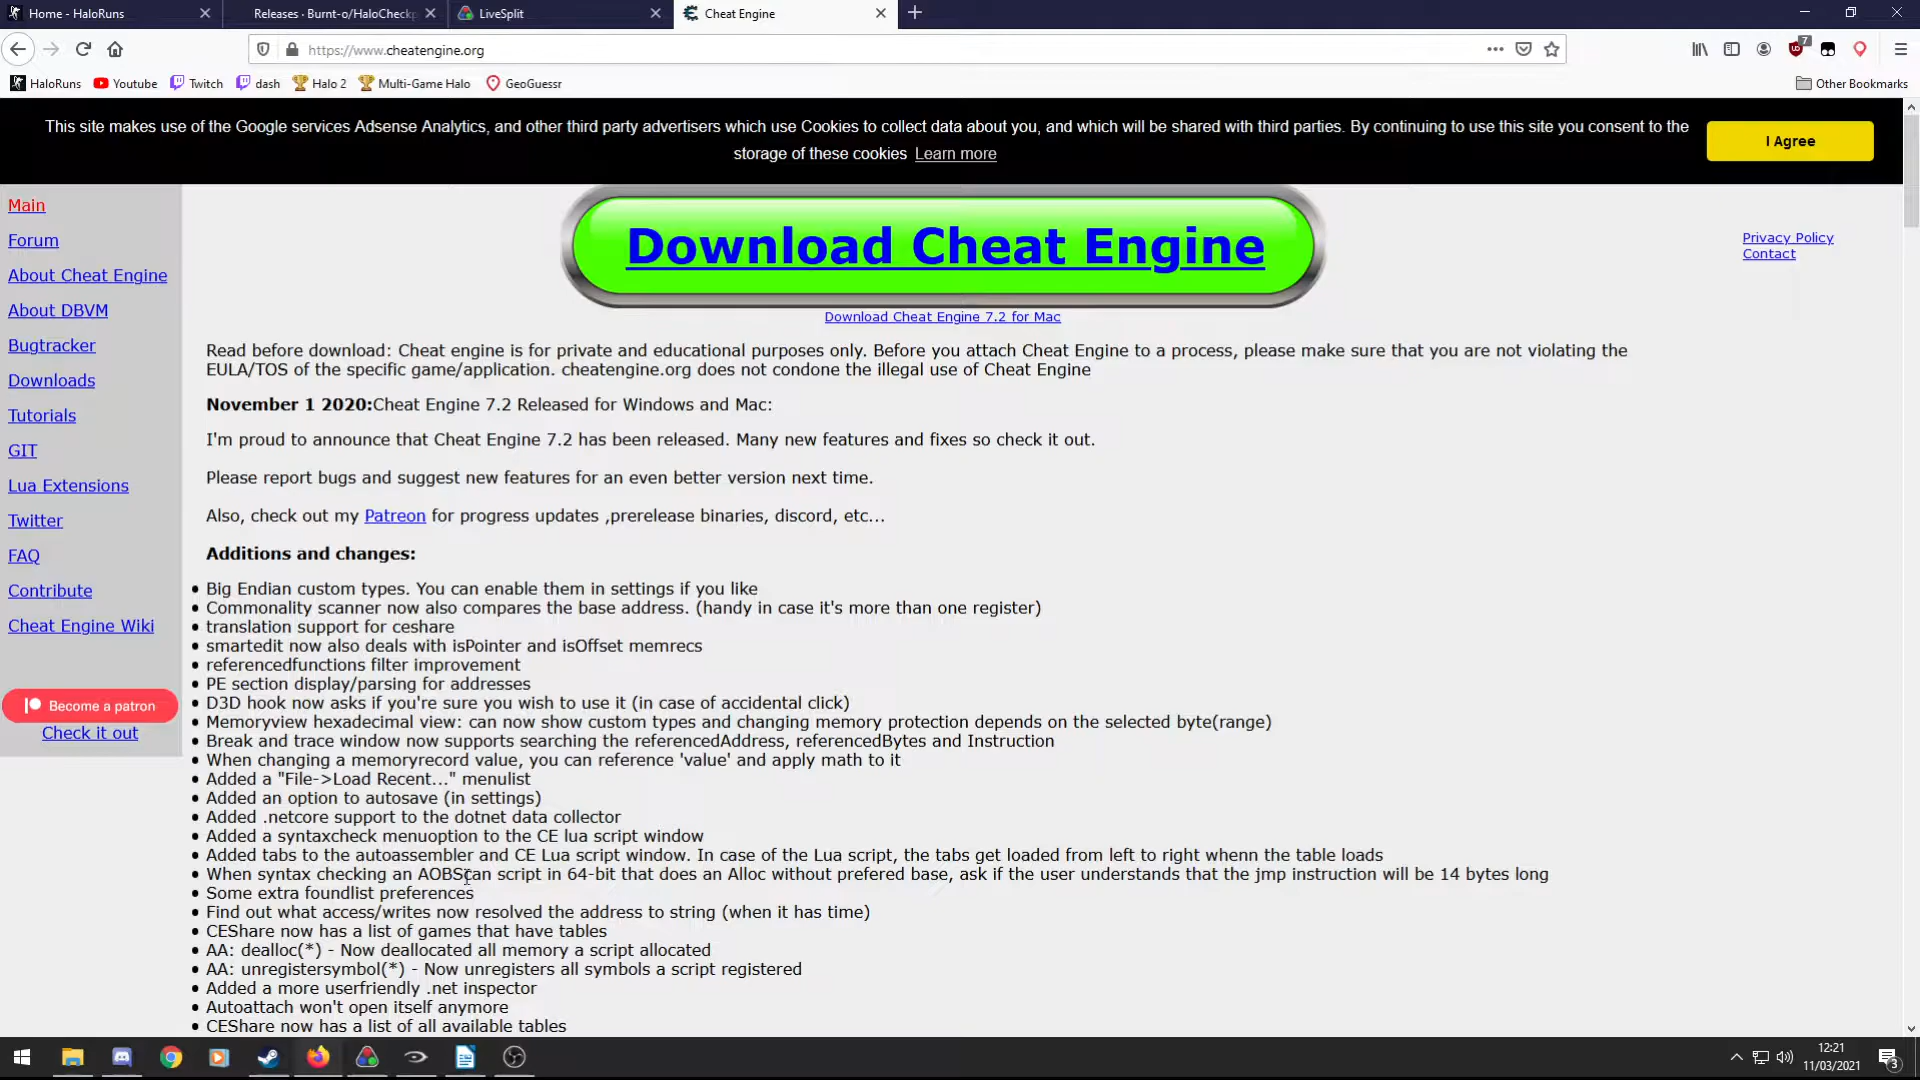 Home - HaloRuns
Releases · Burnt-o/HaloCheckp
LiveSplit
Cheat Engine
https://www.cheatengine.org
7
HaloRuns
Youtube
Twitch
dash
Halo 2
Multi-Game Halo
GeoGuessr
Other Bookmarks
This site makes use of the Google services Adsense Analytics, and other third party advertisers which use Cookies to collect data about you, and which will be shared with third parties. By continuing to use this site you consent to the
storage of these cookies Learn more
I Agree
Main
Forum
About Cheat Engine
About DBVM
Bugtracker
Downloads
Tutorials
GIT
Lua Extensions
Twitter
FAQ
Contribute
Cheat Engine Wiki
Become a patron
Check it out
Download Cheat Engine
Download Cheat Engine 7.2 for Mac
Privacy Policy
Contact
Read before download: Cheat engine is for private and educational purposes only. Before you attach Cheat Engine to a process, please make sure that you are not violating the
EULA/TOS of the specific game/application. cheatengine.org does not condone the illegal use of Cheat Engine
November 1 2020:Cheat Engine 7.2 Released for Windows and Mac:
I'm proud to announce that Cheat Engine 7.2 has been released. Many new features and fixes so check it out.
Please report bugs and suggest new features for an even better version next time.
Also, check out my Patreon for progress updates ,prerelease binaries, discord, etc...
Additions and changes:
• Big Endian custom types. You can enable them in settings if you like
• Commonality scanner now also compares the base address. (handy in case it's more than one register)
• translation support for ceshare
• smartedit now also deals with isPointer and isOffset memrecs
• referencedfunctions filter improvement
• PE section display/parsing for addresses
• D3D hook now asks if you're sure you wish to use it (in case of accidental click)
• Memoryview hexadecimal view: can now show custom types and changing memory protection depends on the selected byte(range)
• Break and trace window now supports searching the referencedAddress, referencedBytes and Instruction
• When changing a memoryrecord value, you can reference 'value' and apply math to it
• Added a "File->Load Recent..." menulist
• Added an option to autosave (in settings)
• Added .netcore support to the dotnet data collector
• Added a syntaxcheck menuoption to the CE lua script window
• Added tabs to the autoassembler and CE Lua script window. In case of the Lua script, the tabs get loaded from left to right whenn the table loads
• When syntax checking an AOBScan script in 64-bit that does an Alloc without prefered base, ask if the user understands that the jmp instruction will be 14 bytes long
• Some extra foundlist preferences
• Find out what access/writes now resolved the address to string (when it has time)
• CEShare now has a list of games that have tables
• AA: dealloc(*) - Now deallocated all memory a script allocated
• AA: unregistersymbol(*) - Now unregisters all symbols a script registered
• Added a more userfriendly .net inspector
• Autoattach won't open itself anymore
• CEShare now has a list of all available tables
12:21
11/03/2021
3